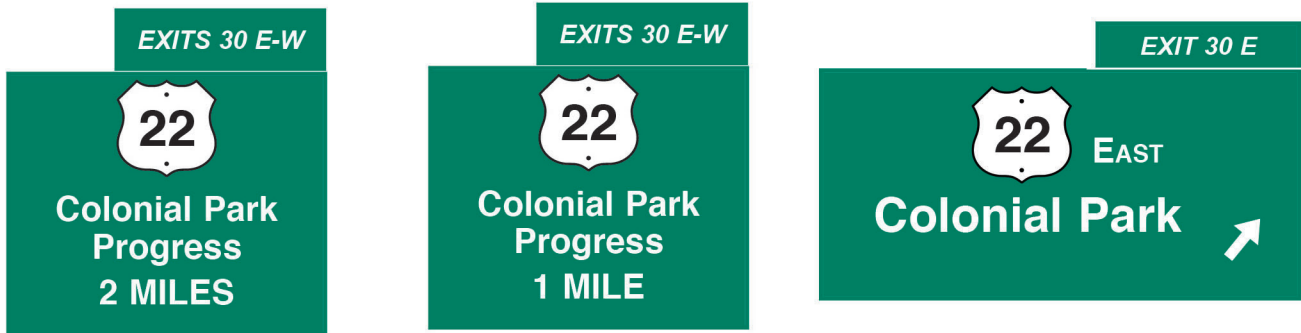 EXITS 30 E-W
22
Colonial Park
Progress
2 MILES
EXITS 30 E-W
22
Colonial Park
Progress
1 MILE
EXIT 30 E
22 EAST
Colonial Park